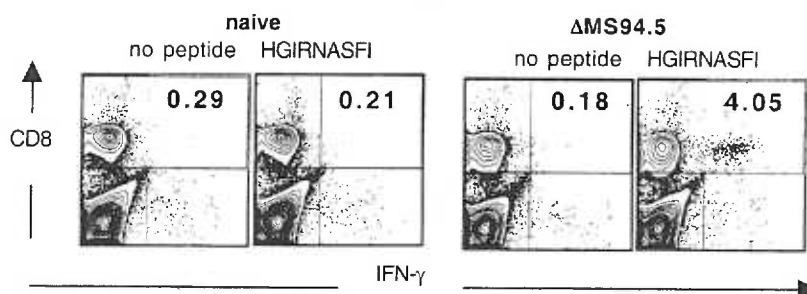 naive
ΔMS94.5
no peptide HGIRNASFI
no peptide HGIRNASFI
0.29
0.21
0.18
4.05
CD8
IFN-γ